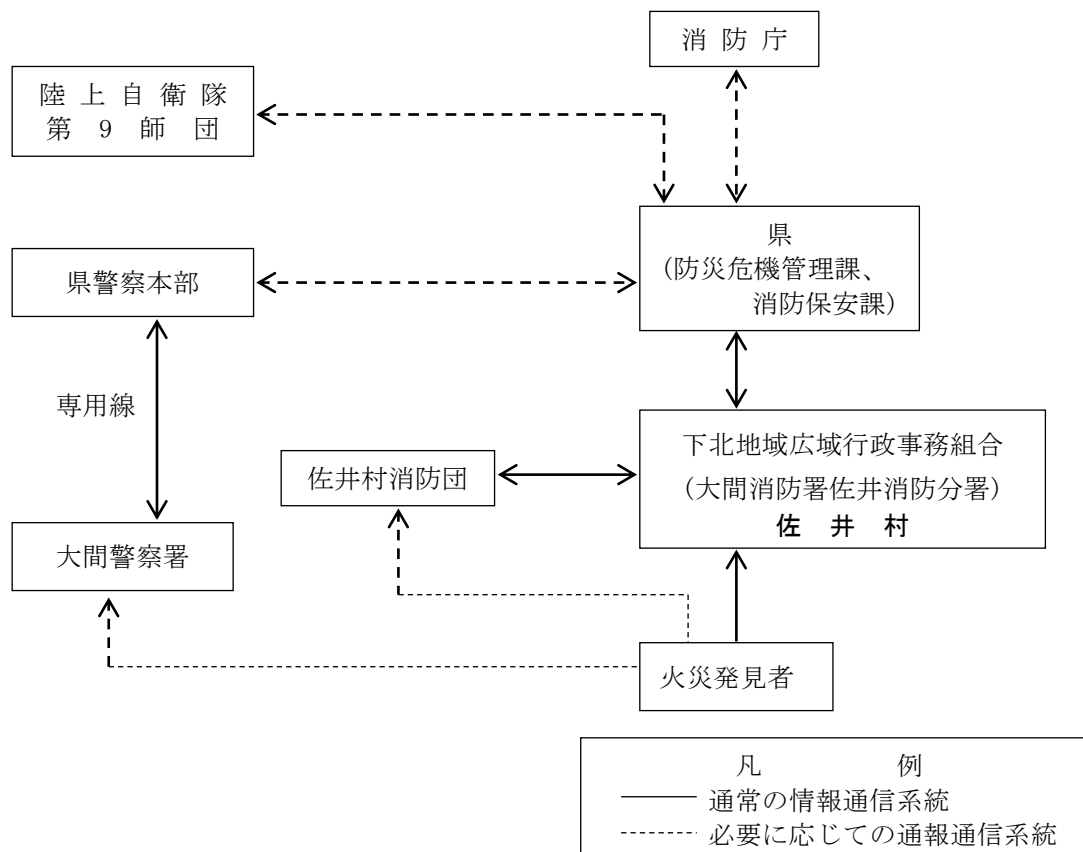 消 防 庁
陸 上 自 衛 隊
第 9 師 団
県
（防災危機管理課、
消防保安課）
県警察本部
専用線
下北地域広域行政事務組合
（大間消防署佐井消防分署）
佐 井 村
佐井村消防団
大間警察署
火災発見者
凡 例
通常の情報通信系統
必要に応じての通報通信系統